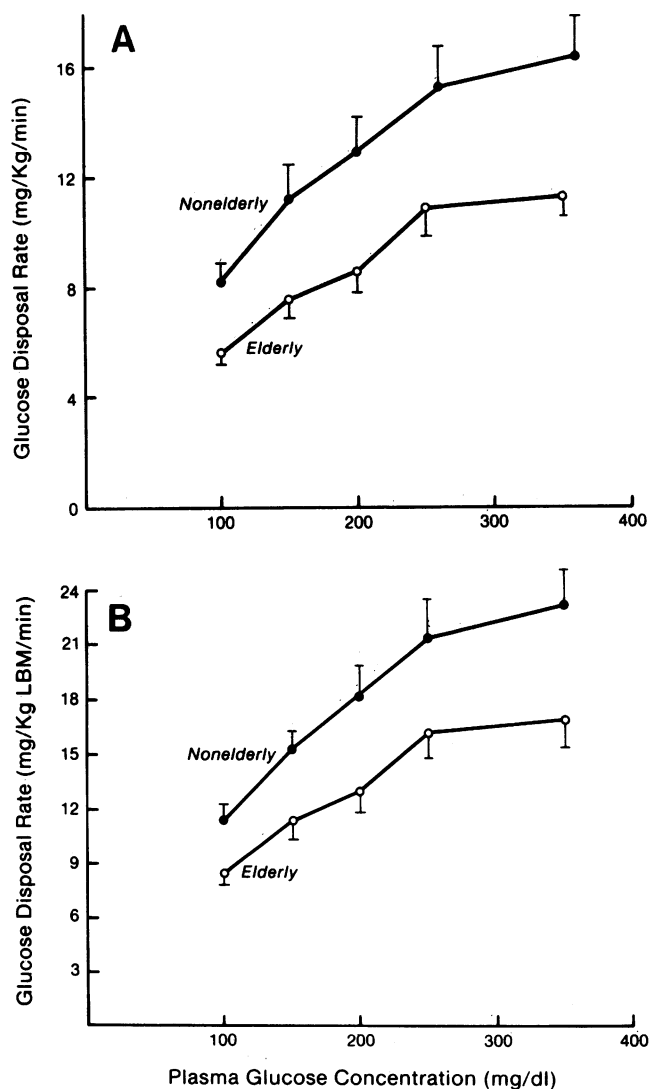 A
Glucose Disposal Rate (mg/Kg/min)
16
12
8
4
0
Nonelderly
Elderly
100
200
300
400
B
Glucose Disposal Rate (mg/Kg LBM/min)
24
21
18
15
12
9
6
3
Nonelderly
Elderly
100
200
300
400
Plasma Glucose Concentration (mg/dl)